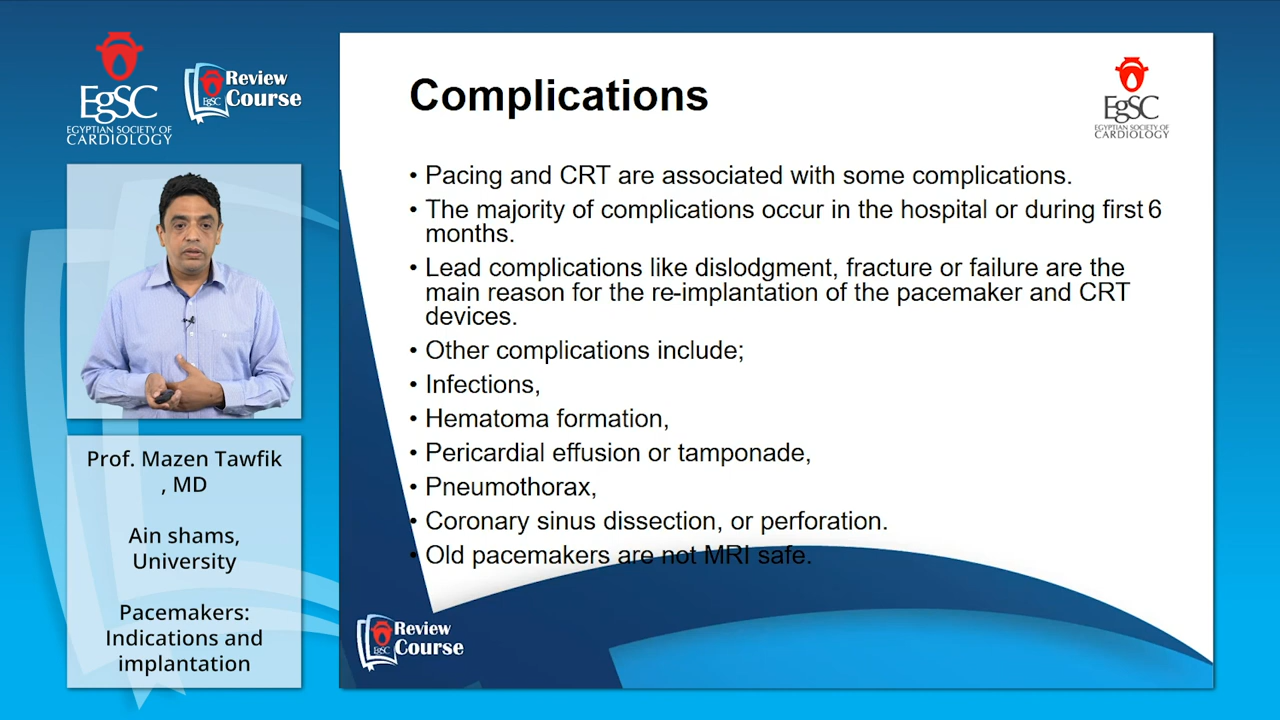 EgSC
EGYPTIAN SOCIETY OF
CARDIOLOGY
Review
Course
EgSC
Prof. Mazen Tawfik
, MD
Ain shams,
University
Pacemakers:
Indications and
implantation
Complications
EgSC
EGYPTIAN SOCIETY OF
CARDIOLOGY
• Pacing and CRT are associated with some complications.
• The majority of complications occur in the hospital or during first 6
months.
• Lead complications like dislodgment, fracture or failure are the
main reason for the re-implantation of the pacemaker and CRT
devices.
• Other complications include;
• Infections,
• Hematoma formation,
• Pericardial effusion or tamponade,
• Pneumothorax,
• Coronary sinus dissection, or perforation.
• Old pacemakers are not MRI safe.
Review
Course
EgSC